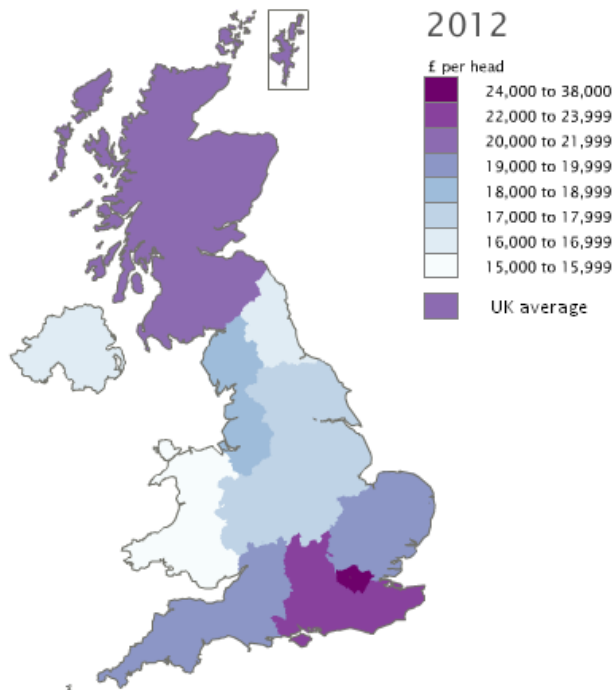 2012
£ per head
24,000 to 38,000
22,000 to 23,999
20,000 to 21,999
19,000 to 19,999
18,000 to 18,999
17,000 to 17,999
16,000 to 16,999
15,000 to 15,999
UK average